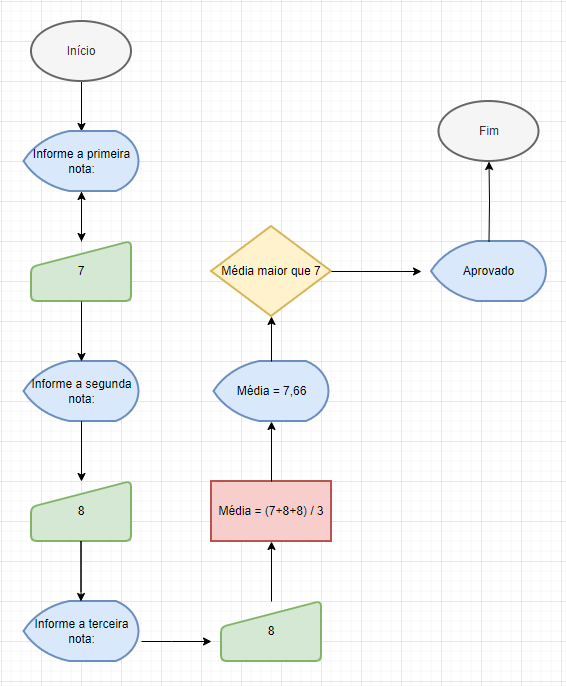 Início
Informe a primeira
nota:
7
Informe a segunda
nota:
8
Informe a terceira
nota:
8
Média = (7+8+8) / 3
Média = 7,66
Média maior que 7
Aprovado
Fim